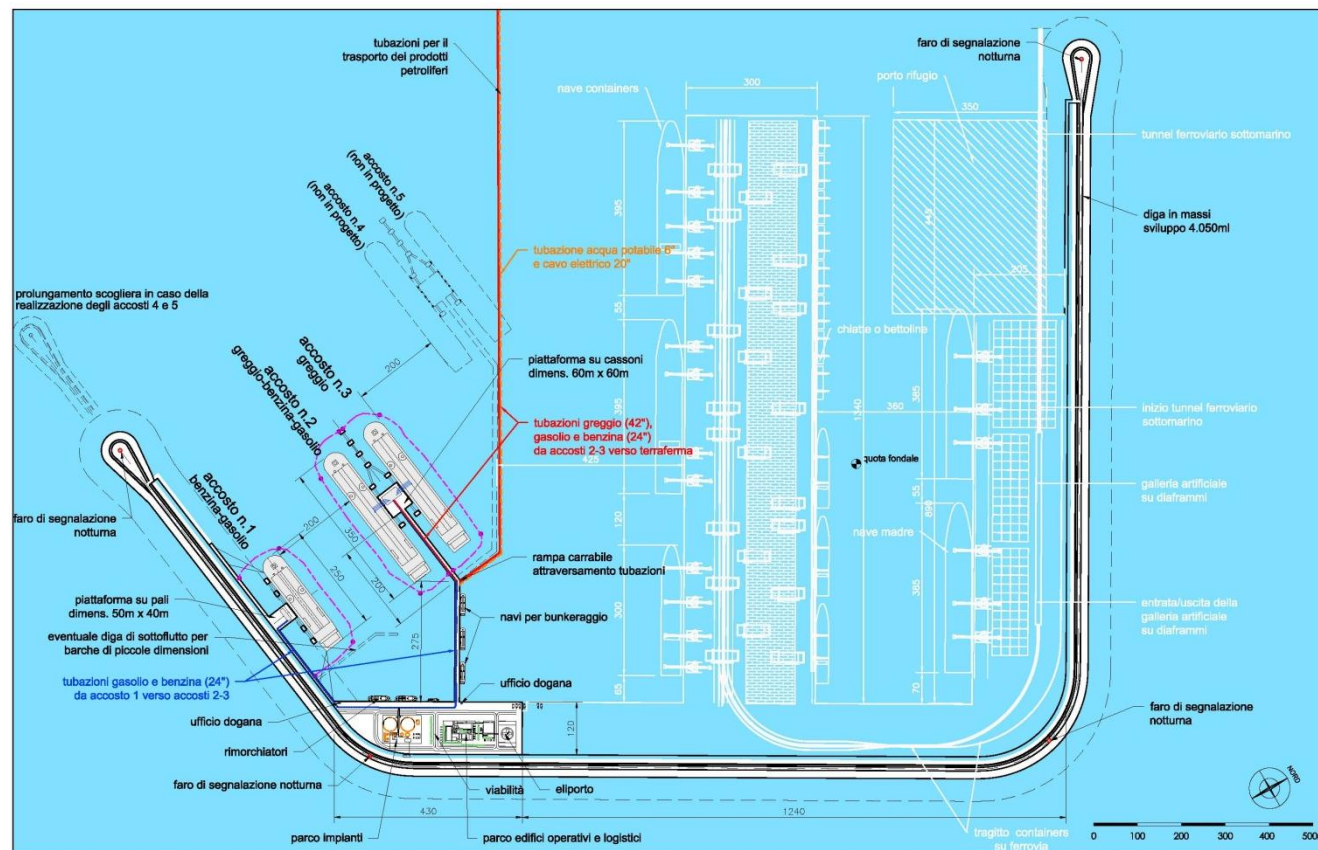 tubazioni per il
trasporto dei prodotti
petroliferi
faro di segnalazione
notturna
porto rifugio
nave containers
300
350
tunnel ferroviario sottomarino
accosto n.5
(non in progetto)
accosto n.4
(non in progetto)
395
diga in massi
sviluppo 4.050ml
tubazione acqua potabile 6"
e cavo elettrico 20"
205
prolungamento scogliera in caso della
realizzazione degli accosti 4 e 5
55
chiatte o bettoline
accosto n.3
greggio
200
piattaforma su cassoni
dimens. 60m x 60m
accosto n.2
greggio-benzina-gasolio
395
1340
385
360
inizio tunnel ferroviario
sottomarino
tubazioni greggio (42"),
gasolio e benzina (24")
da accosti 2-3 verso terraferma
425
quota fondale
accosto n.1
benzina-gasolio
galleria artificiale
su diaframmi
55
890
120
nave madre
faro di segnalazione
notturna
200
350
250
200
rampa carrabile
attraversamento tubazioni
piattaforma su pali
dimens. 50m x 40m
385
300
entrata/uscita della
galleria artificiale
su diaframmi
navi per bunkeraggio
eventuale diga di sottoflutto per
barche di piccole dimensioni
275
tubazioni gasolio e benzina (24")
da accosto 1 verso accosti 2-3
ufficio dogana
65
70
ufficio dogana
120
faro di segnalazione
notturna
rimorchiatori
faro di segnalazione notturna
viabilità
eliporto
NORD
430
1240
parco impianti
parco edifici operativi e logistici
tragitto containers
su ferrovia
0 100 200 300 400 500